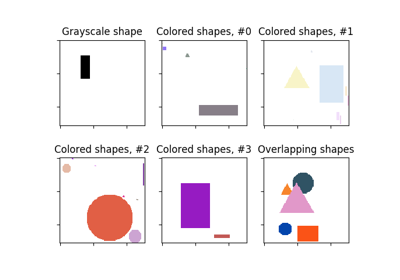 Grayscale shape
Colored shapes, #0
Colored shapes, #1
Colored shapes, #2
Colored shapes, #3
Overlapping shapes